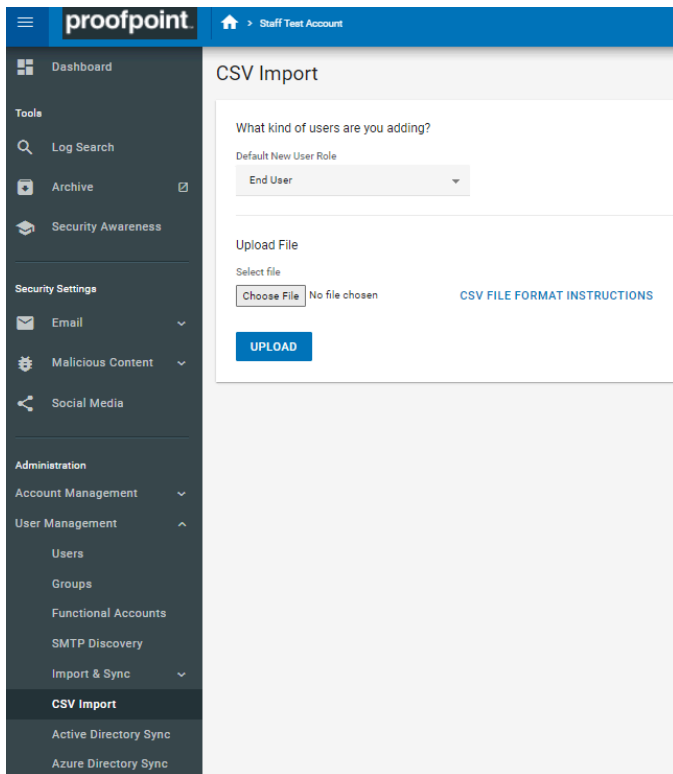 proofpoint.
> Staff Test Account
Dashboard
Tools
Log Search
Archive
Security Awareness
Security Settings
Email
Malicious Content
Social Media
Administration
Account Management
User Management
Users
Groups
Functional Accounts
SMTP Discovery
Import & Sync
CSV Import
Active Directory Sync
Azure Directory Sync
CSV Import
What kind of users are you adding?
Default New User Role
End User
Upload File
Select file
Choose File No file chosen CSV FILE FORMAT INSTRUCTIONS
UPLOAD